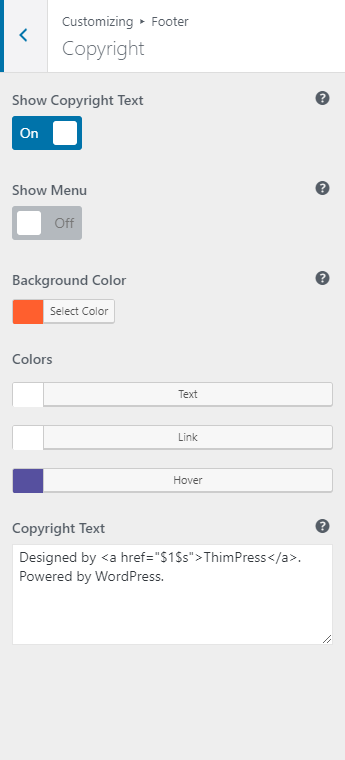 Customizing ▸ Footer
Copyright
Show Copyright Text
On
Show Menu
Off
Background Color
Select Color
Colors
Text
Link
Hover
Copyright Text
Designed by <a href="$1$s">ThimPress</a>.
Powered by WordPress.